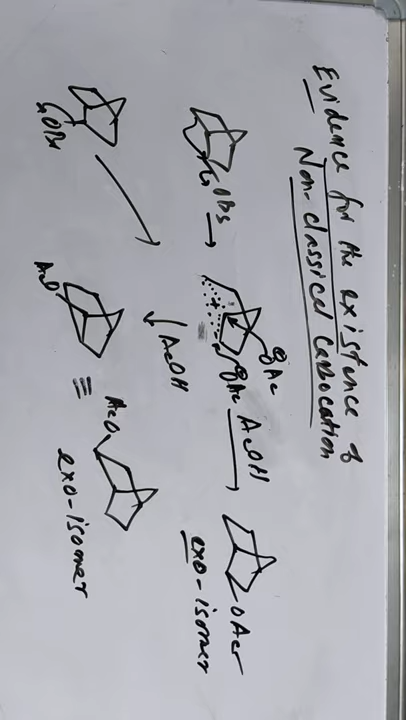 Evidence for the existence of
Non-classical carbocation
OBs
⊖OAc
⊖OAc
AcOH
OAc
exo-isomer
OBs
AcOH
AcO
≡
AcO
exo-isomer